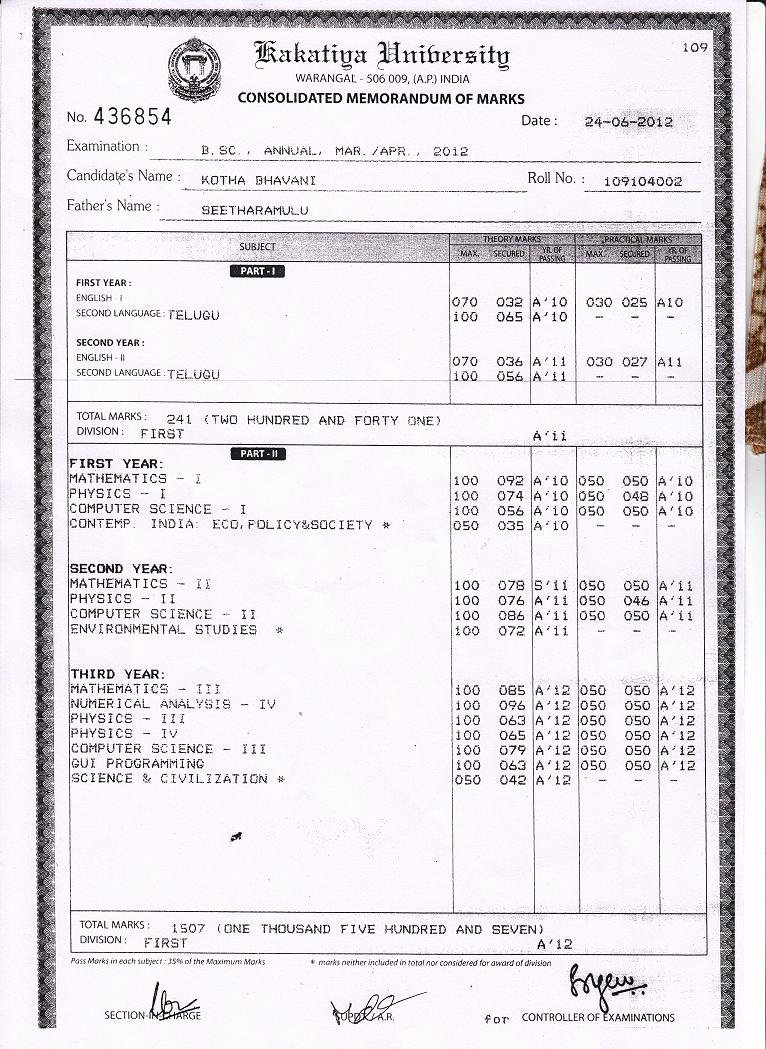 109
Kakatiya University
WARANGAL - 506 009, (A.P.) INDIA
CONSOLIDATED MEMORANDUM OF MARKS
No. 436854 Date : 24-06-2012
Examination : B.SC., ANNUAL, MAR./APR., 2012
Candidate's Name : KOTHA BHAVANI Roll No. : 109104002
Father's Name : SEETHARAMULU
SUBJECT THEORY MARKS PRACTICAL MARKS
MAX. SECURED YR. OF PASSING MAX. SECURED YR. OF PASSING
PART - I
FIRST YEAR :
ENGLISH - I 070 032 A'10 030 025 A10
SECOND LANGUAGE : TELUGU 100 065 A'10 - - -
SECOND YEAR :
ENGLISH - II 070 036 A'11 030 027 A11
SECOND LANGUAGE : TELUGU 100 056 A'11 - - -
TOTAL MARKS : 241 (TWO HUNDRED AND FORTY ONE)
DIVISION : FIRST A'11
PART - II
FIRST YEAR:
MATHEMATICS - I 100 092 A'10 050 050 A'10
PHYSICS - I 100 074 A'10 050 048 A'10
COMPUTER SCIENCE - I 100 056 A'10 050 050 A'10
CONTEMP. INDIA: ECO,POLICY&SOCIETY * 050 035 A'10 - - -
SECOND YEAR:
MATHEMATICS - II 100 078 S'11 050 050 A'11
PHYSICS - II 100 076 A'11 050 046 A'11
COMPUTER SCIENCE - II 100 086 A'11 050 050 A'11
ENVIRONMENTAL STUDIES * 100 072 A'11 - - -
THIRD YEAR:
MATHEMATICS - III 100 085 A'12 050 050 A'12
NUMERICAL ANALYSIS - IV 100 096 A'12 050 050 A'12
PHYSICS - III 100 063 A'12 050 050 A'12
PHYSICS - IV 100 065 A'12 050 050 A'12
COMPUTER SCIENCE - III 100 079 A'12 050 050 A'12
GUI PROGRAMMING 100 063 A'12 050 050 A'12
SCIENCE & CIVILIZATION * 050 042 A'12 - - -
TOTAL MARKS : 1507 (ONE THOUSAND FIVE HUNDRED AND SEVEN)
DIVISION : FIRST A'12
Pass Marks in each subject : 35% of the Maximum Marks * marks neither included in total nor considered for award of division
SECTION-IN-CHARGE A.R. for CONTROLLER OF EXAMINATIONS